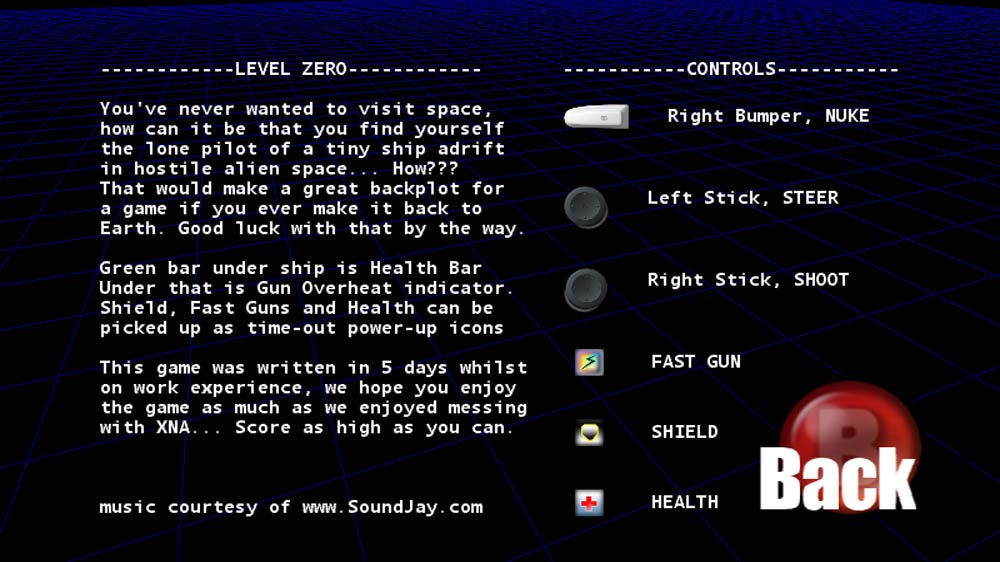 ------------LEVEL ZERO------------
You've never wanted to visit space,
how can it be that you find yourself
the lone pilot of a tiny ship adrift
in hostile alien space... How???
That would make a great backplot for
a game if you ever make it back to
Earth. Good luck with that by the way.
Green bar under ship is Health Bar
Under that is Gun Overheat indicator.
Shield, Fast Guns and Health can be
picked up as time-out power-up icons
This game was written in 5 days whilst
on work experience, we hope you enjoy
the game as much as we enjoyed messing
with XNA... Score as high as you can.
music courtesy of www.SoundJay.com
-----------CONTROLS-----------
Right Bumper, NUKE
Left Stick, STEER
Right Stick, SHOOT
FAST GUN
SHIELD
HEALTH
B
Back